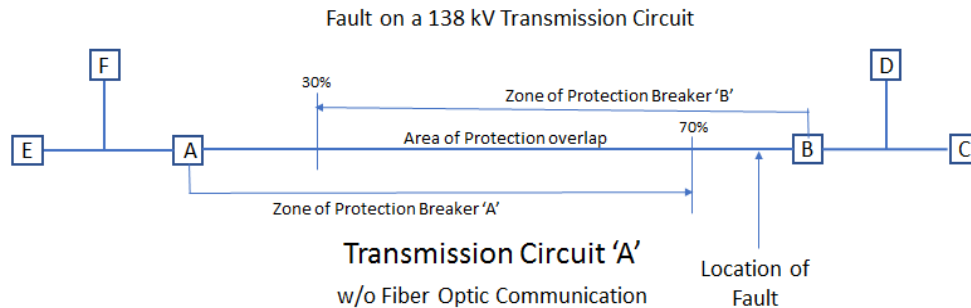 Fault on a 138 kV Transmission Circuit
F
D
30%
Zone of Protection Breaker ‘B’
70%
Area of Protection overlap
E
A
B
C
Zone of Protection Breaker ‘A’
Transmission Circuit ‘A’
w/o Fiber Optic Communication
Location of
Fault